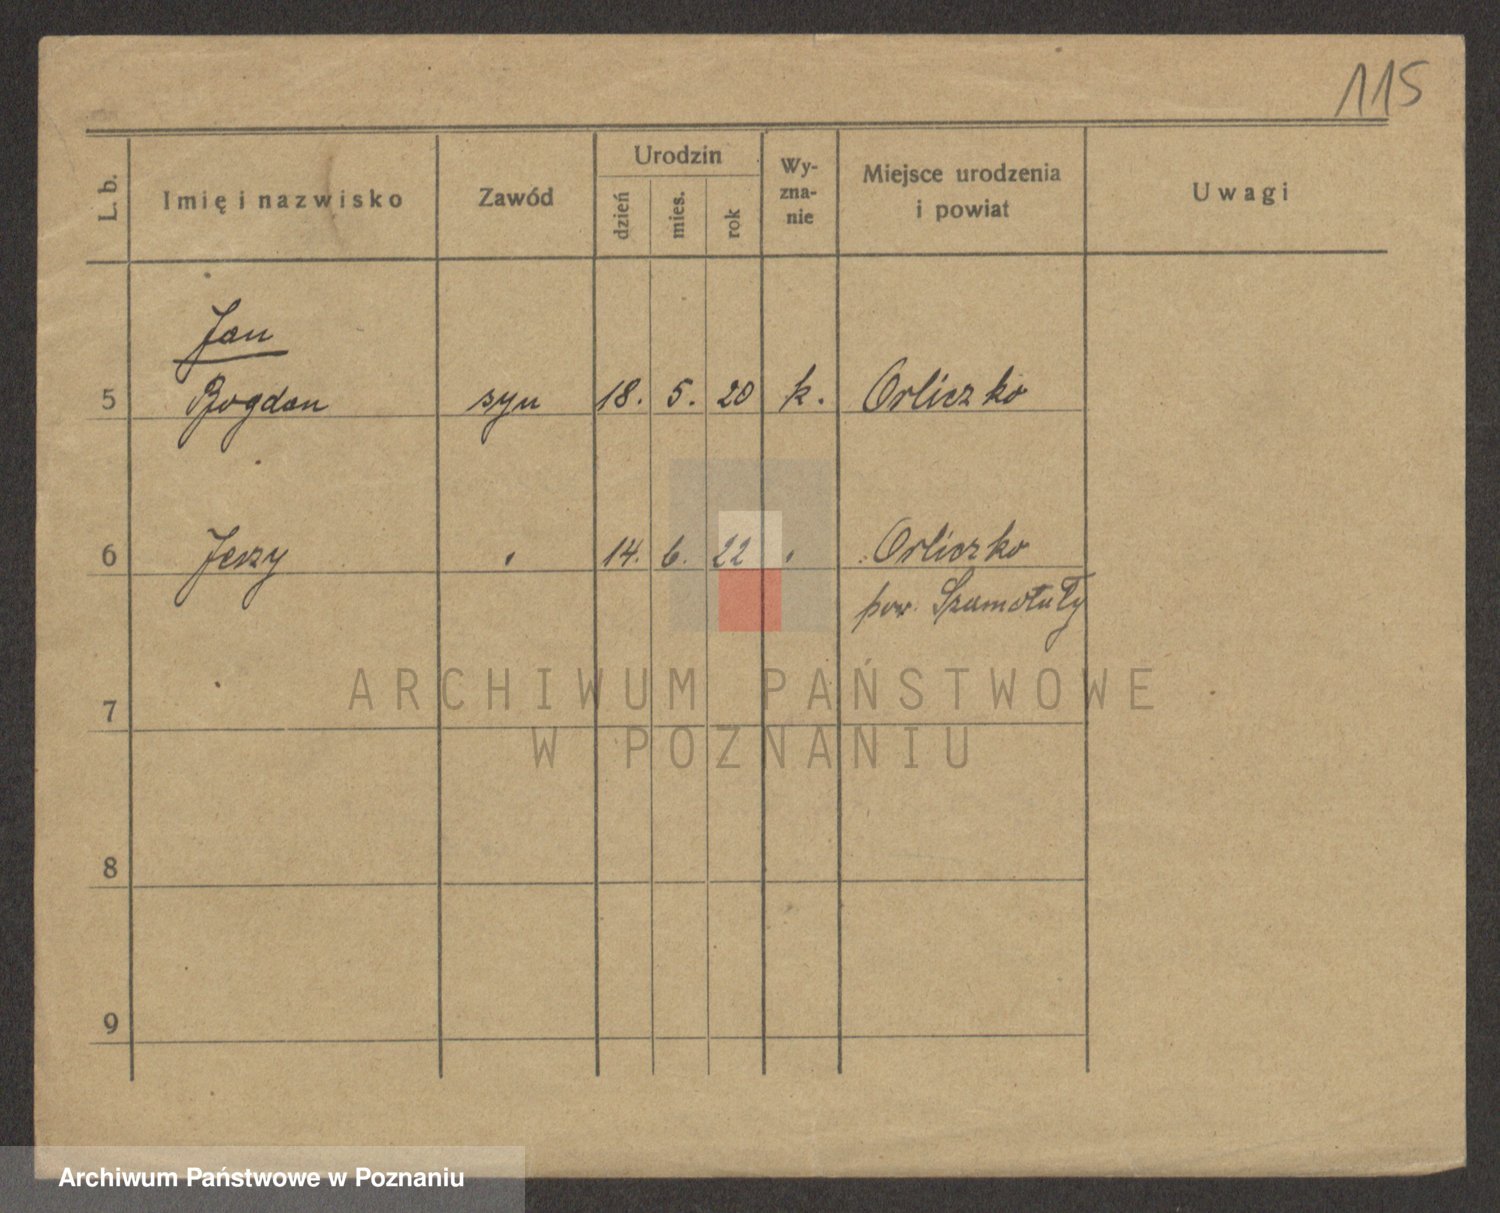 115
L. b.
Imię i nazwisko
Zawód
Urodzin
dzień
mies.
rok
Wy-
zna-
nie
Miejsce urodzenia
i powiat
Uwagi
Jan
5 Bogdan syn 18. 5. 20 k. Orliczko
6 Jerzy " 14. 6. 22 " Orliczko
pow. Szamotuły
ARCHIWUM PAŃSTWOWE
7
W POZNANIU
8
9
Archiwum Państwowe w Poznaniu